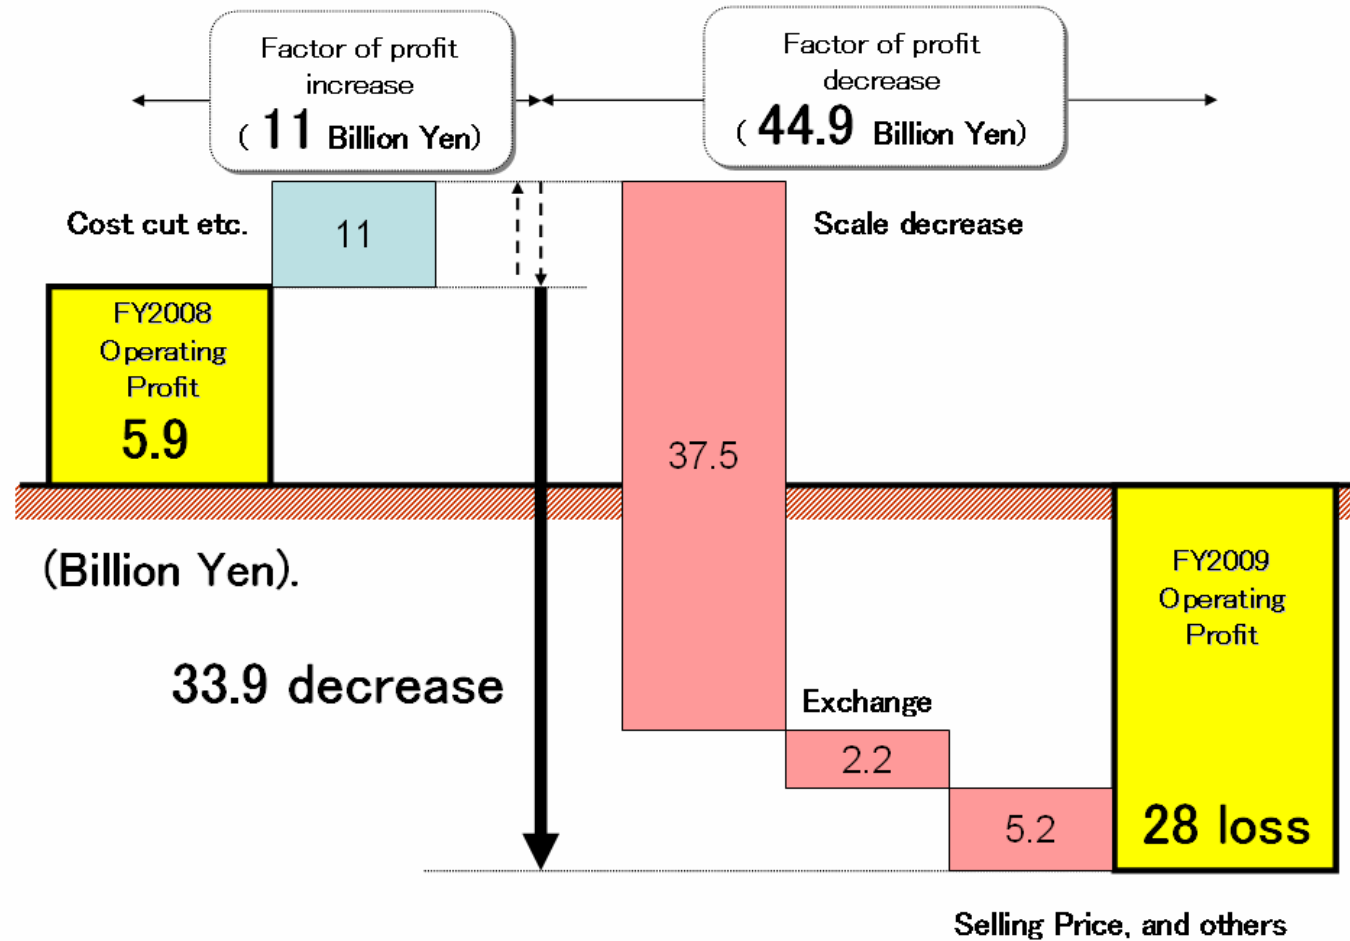 Factor of profit
increase
( 11 Billion Yen)
Factor of profit
decrease
( 44.9 Billion Yen)
Cost cut etc.
11
Scale decrease
FY2008
Operating
Profit
5.9
37.5
(Billion Yen).
FY2009
Operating
Profit
33.9 decrease
Exchange
2.2
5.2
28 loss
Selling Price, and others